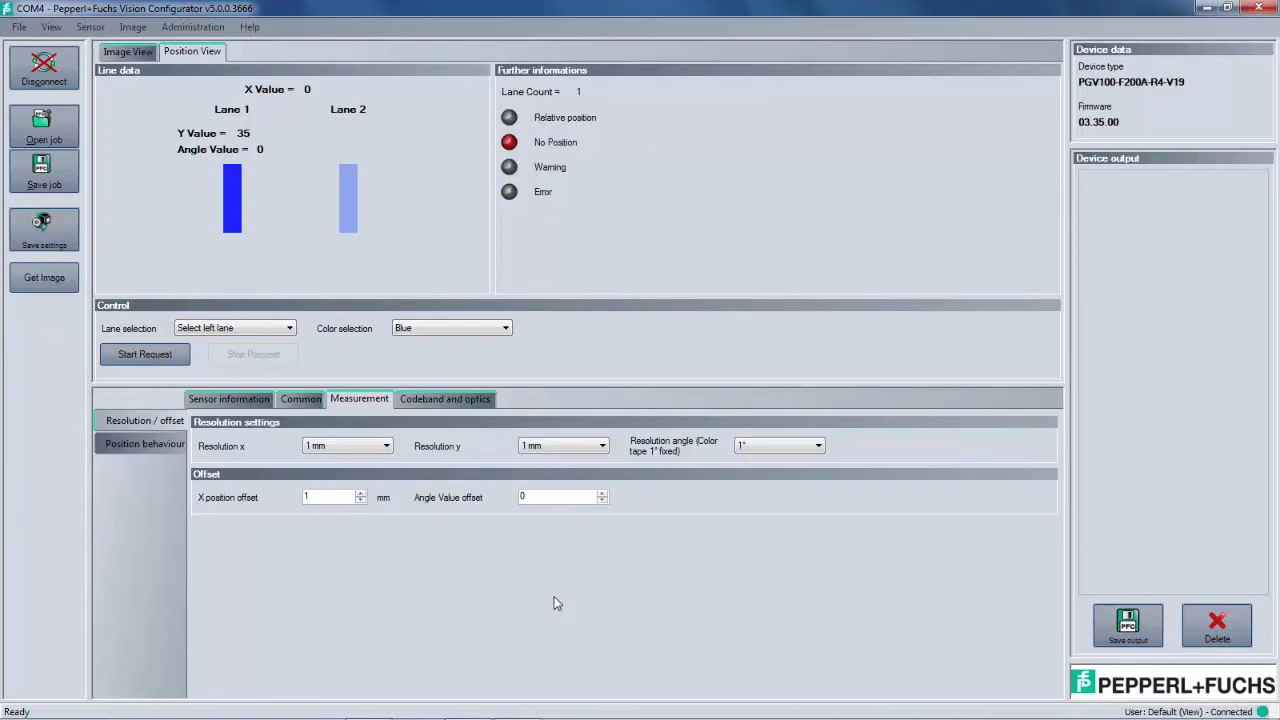 COM4 - Pepperl+Fuchs Vision Configurator v5.0.0.3666
File View Sensor Image Administration Help
Disconnect
Open job
Save job
Save settings
Get Image
Image View Position View
Line data
X Value = 0
Lane 1 Lane 2
Y Value = 35
Angle Value = 0
Further informations
Lane Count = 1
Relative position
No Position
Warning
Error
Control
Lane selection Select left lane Color selection Blue
Start Request Stop Request
Sensor information Common Measurement Codeband and optics
Resolution / offset
Position behaviour
Resolution settings
Resolution x 1 mm Resolution y 1 mm Resolution angle (Color
tape 1°fixed) 1°
Offset
X position offset 1 mm Angle Value offset 0
Device data
Device type
PGV100-F200A-R4-V19
Firmware
03.35.00
Device output
PFC
Save output
Delete
PEPPERL+FUCHS
Ready
User: Default (View) - Connected